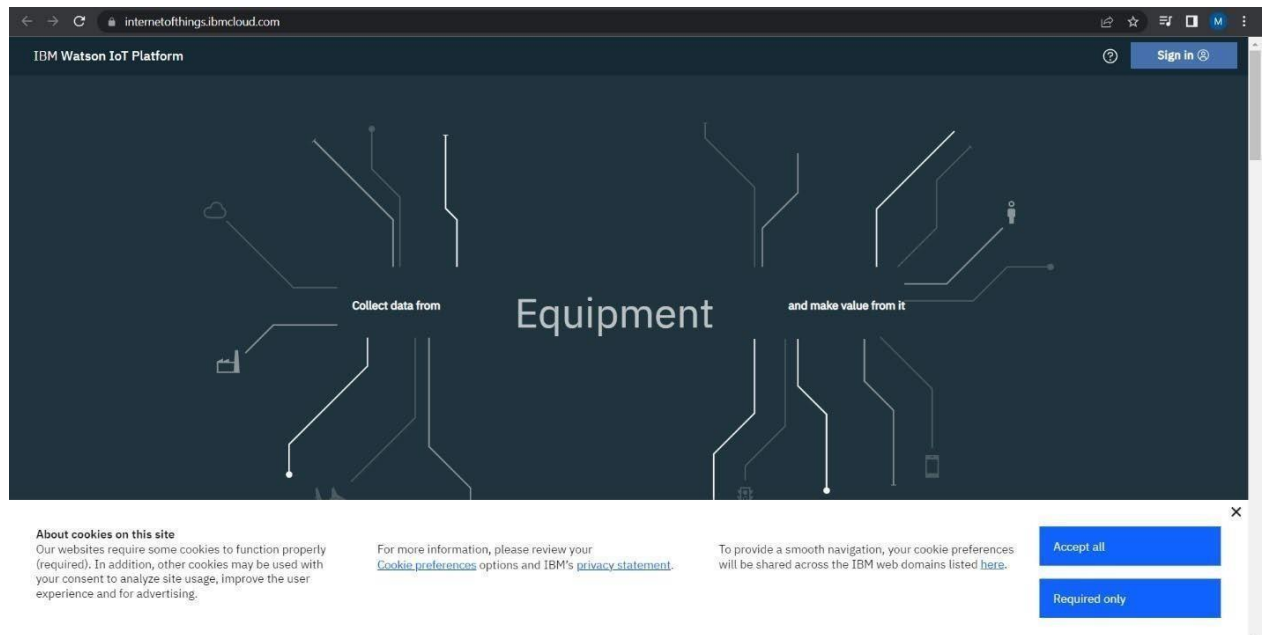 internetofthings.ibmcloud.com
M
IBM Watson IoT Platform
Sign in
Collect data from
Equipment
and make value from it
About cookies on this site
Our websites require some cookies to function properly
(required). In addition, other cookies may be used with
your consent to analyze site usage, improve the user
experience and for advertising.
For more information, please review your
Cookie preferences options and IBM's privacy statement.
To provide a smooth navigation, your cookie preferences
will be shared across the IBM web domains listed here.
Accept all
Required only